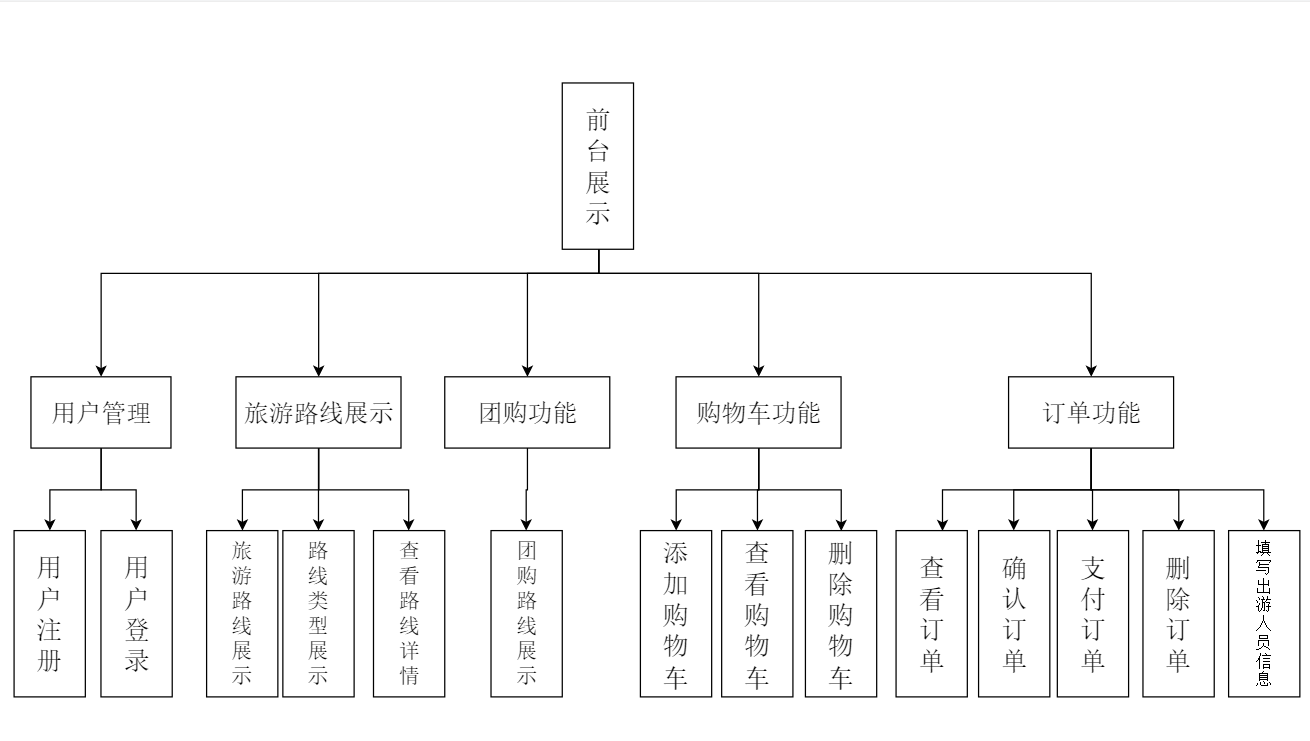 前台展示
用户管理
旅游路线展示
团购功能
购物车功能
订单功能
用户注册
用户登录
旅游路线展示
路线类型展示
查看路线详情
团购路线展示
添加购物车
查看购物车
删除购物车
查看订单
确认订单
支付订单
删除订单
填写出游人员信息